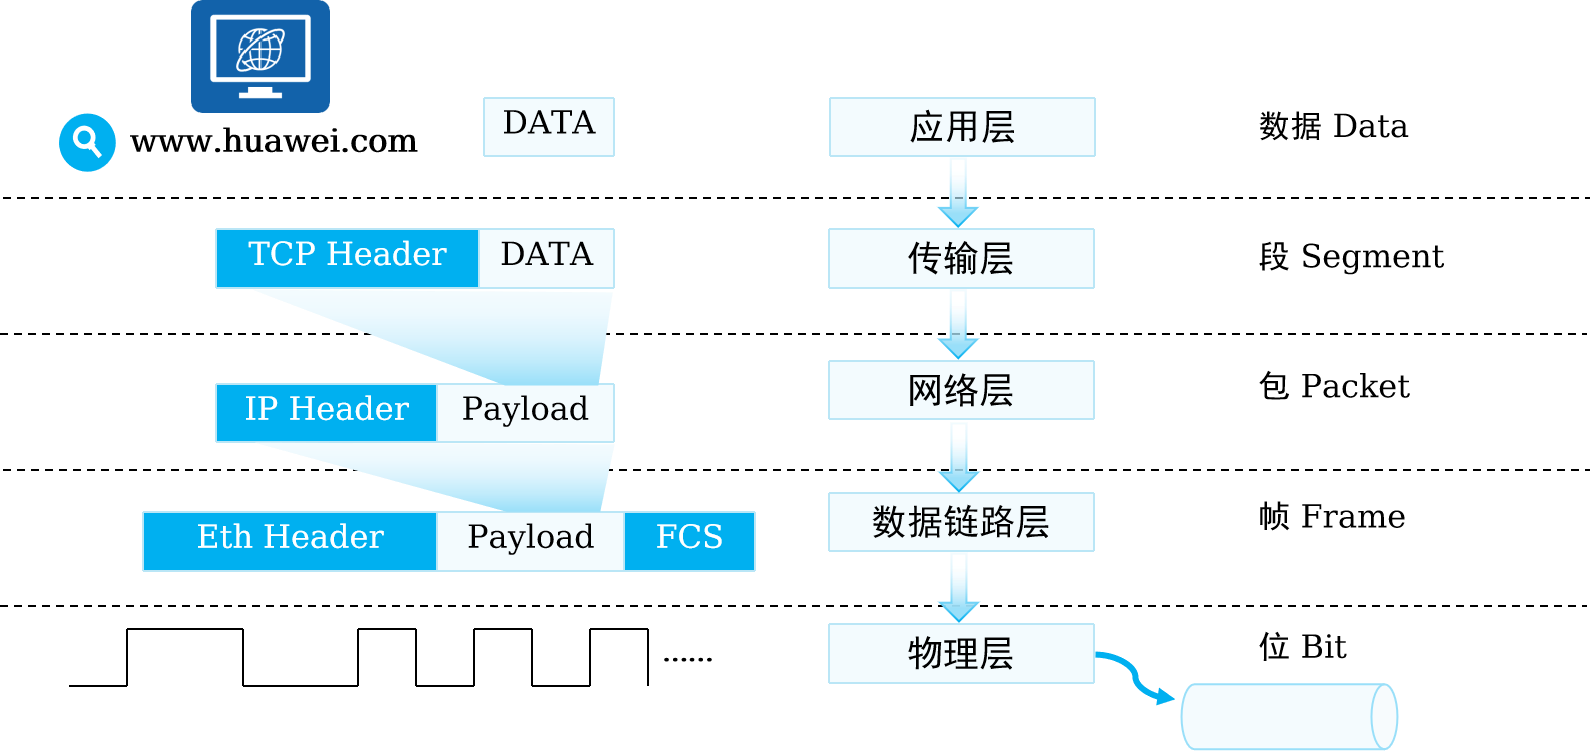 www.huawei.com
DATA
应用层
数据 Data
TCP Header
DATA
传输层
段 Segment
IP Header
Payload
网络层
包 Packet
Eth Header
Payload
FCS
数据链路层
帧 Frame
......
物理层
位 Bit